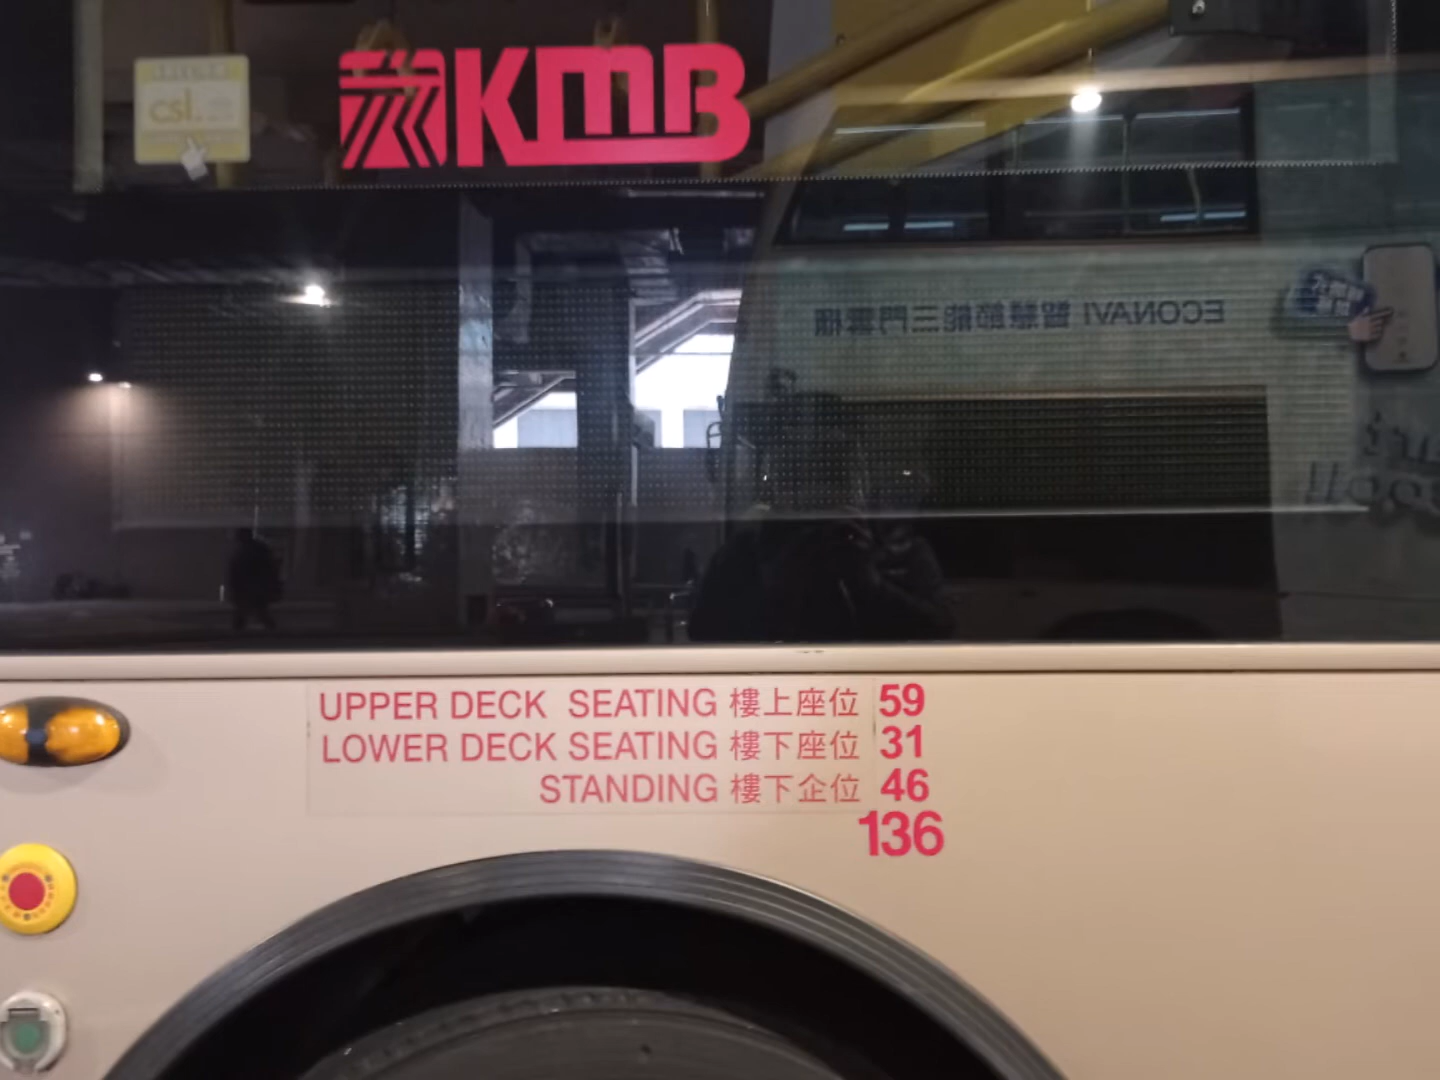 csl.
KMB
ECONAVI 智慧節能三門雪櫃
UPPER DECK SEATING 樓上座位 59
LOWER DECK SEATING 樓下座位 31
STANDING 樓下企位 46
136